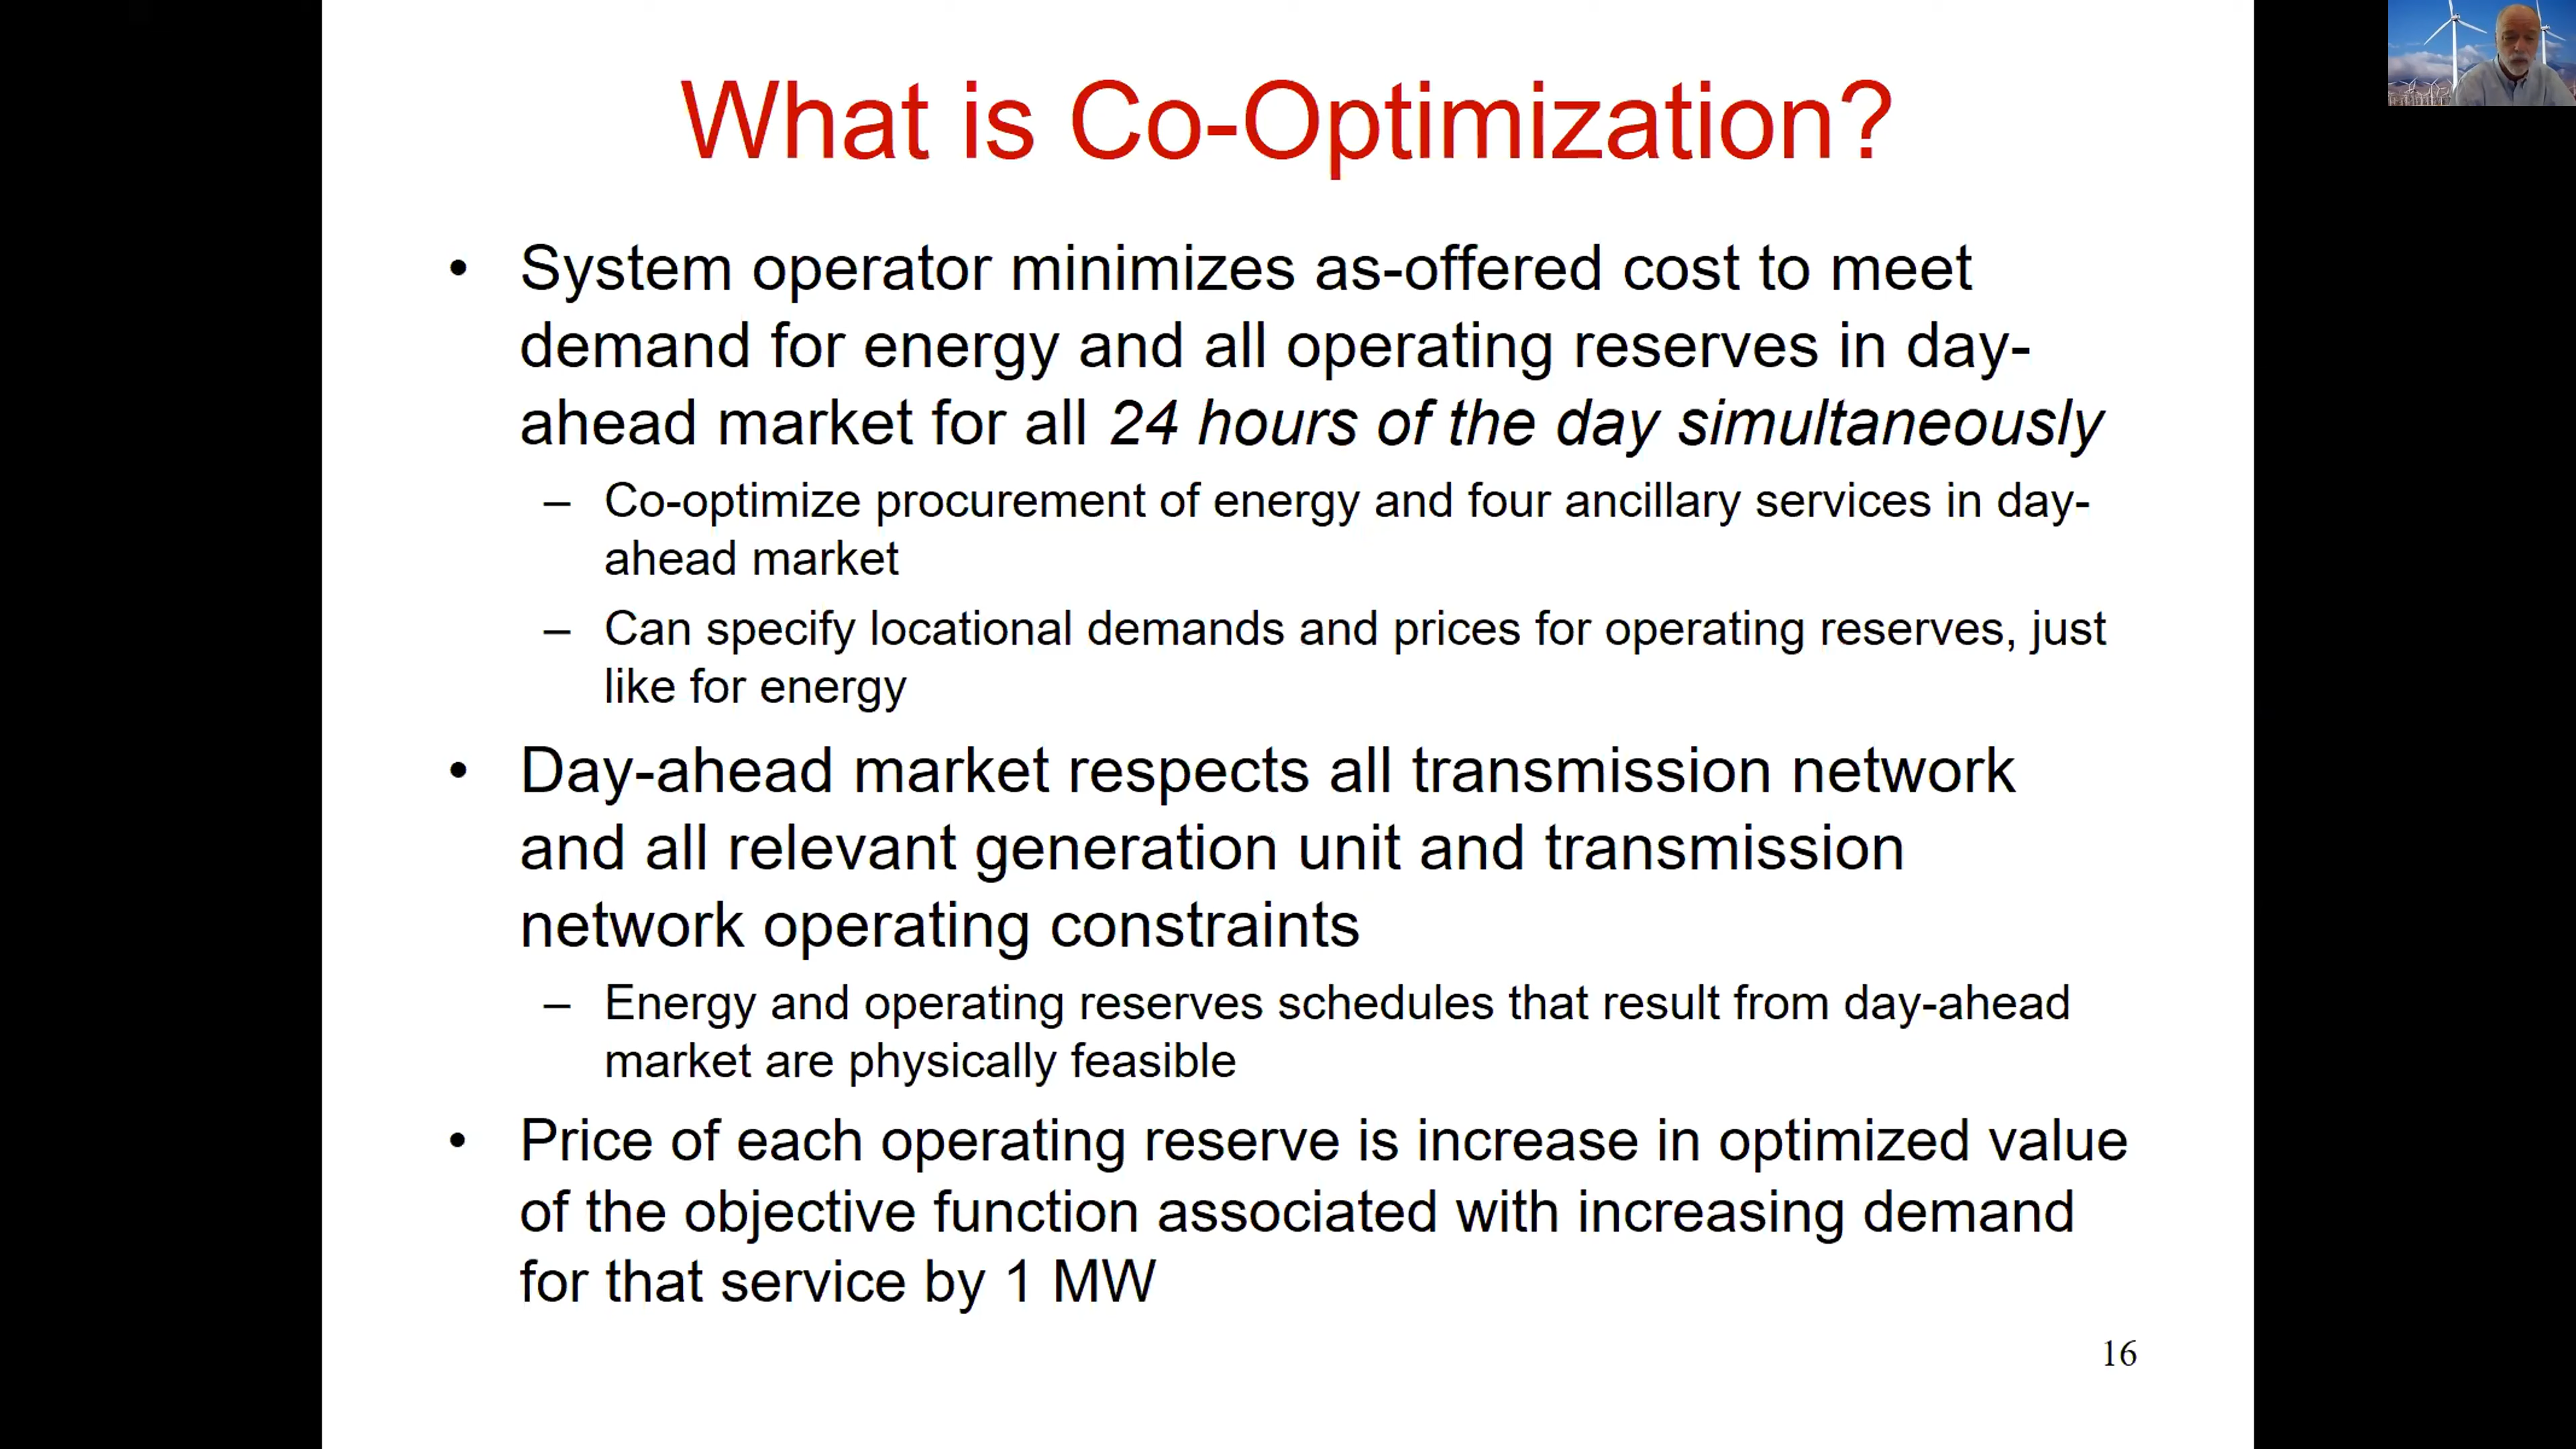 What is Co-Optimization?
• System operator minimizes as-offered cost to meet
demand for energy and all operating reserves in day-
ahead market for all 24 hours of the day simultaneously
– Co-optimize procurement of energy and four ancillary services in day-
ahead market
– Can specify locational demands and prices for operating reserves, just
like for energy
• Day-ahead market respects all transmission network
and all relevant generation unit and transmission
network operating constraints
– Energy and operating reserves schedules that result from day-ahead
market are physically feasible
• Price of each operating reserve is increase in optimized value
of the objective function associated with increasing demand
for that service by 1 MW
16